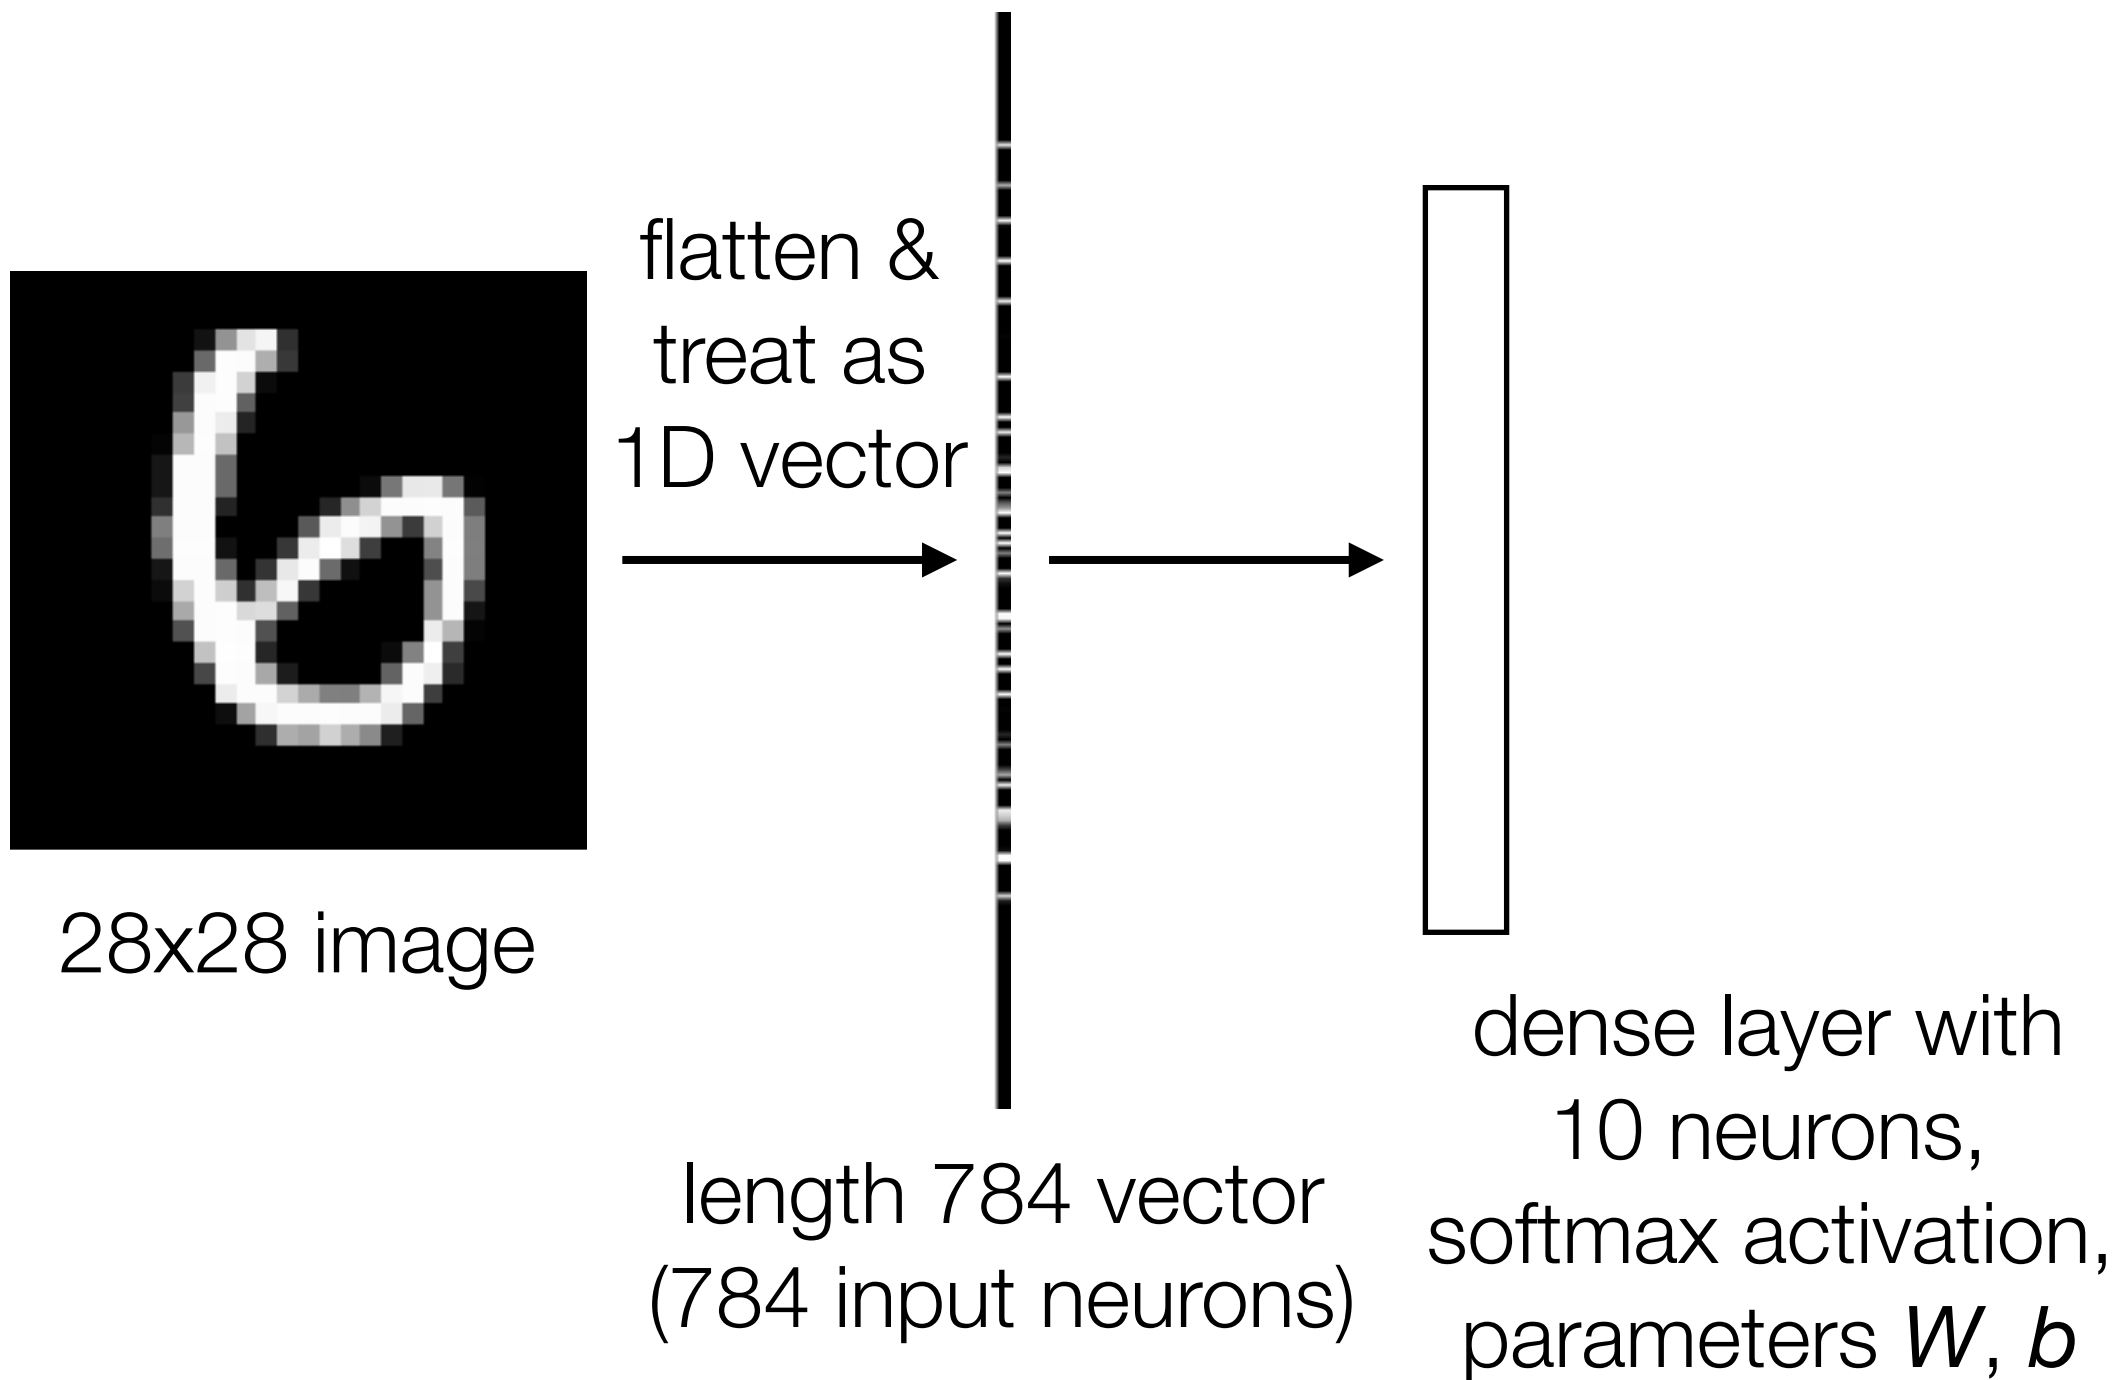 flatten &
treat as
1D vector
28x28 image
length 784 vector
(784 input neurons)
dense layer with
10 neurons,
softmax activation,
parameters W, b